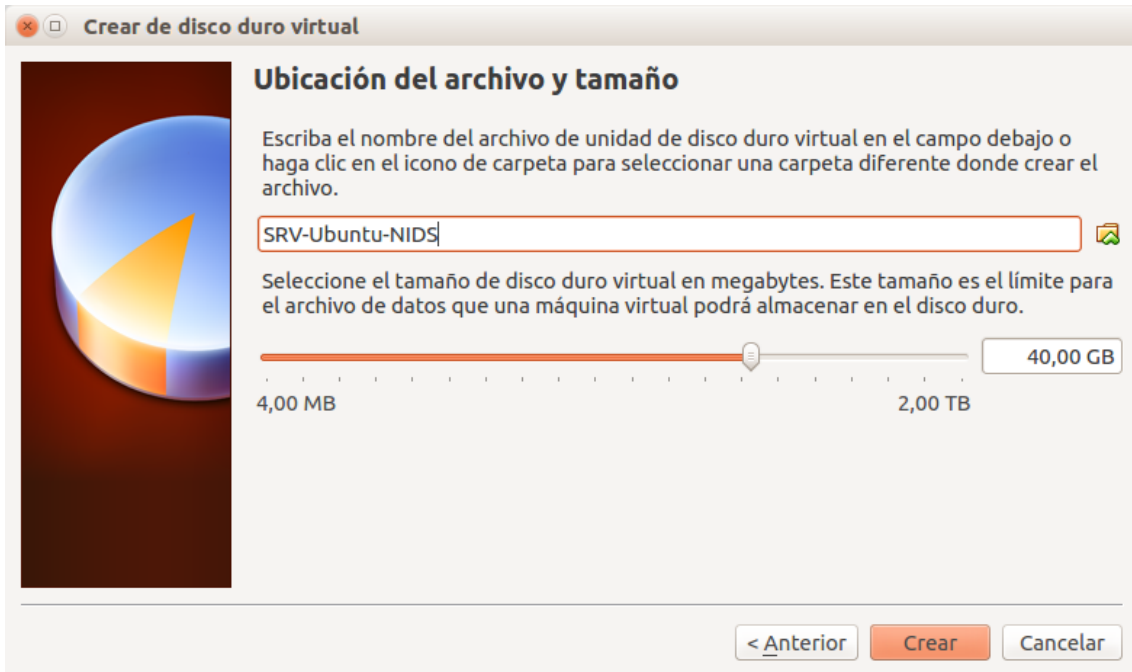 Crear de disco duro virtual
Ubicación del archivo y tamaño
Escriba el nombre del archivo de unidad de disco duro virtual en el campo debajo o
haga clic en el icono de carpeta para seleccionar una carpeta diferente donde crear el
archivo.
SRV-Ubuntu-NIDS
Seleccione el tamaño de disco duro virtual en megabytes. Este tamaño es el límite para
el archivo de datos que una máquina virtual podrá almacenar en el disco duro.
40,00 GB
4,00 MB 2,00 TB
< Anterior Crear Cancelar